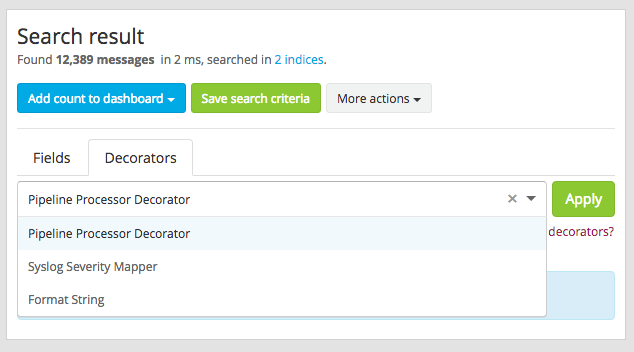 Search result
Found 12,389 messages in 2 ms, searched in 2 indices.
Add count to dashboard Save search criteria More actions
Fields Decorators
Pipeline Processor Decorator × Apply
Pipeline Processor Decorator decorators?
Syslog Severity Mapper
Format String